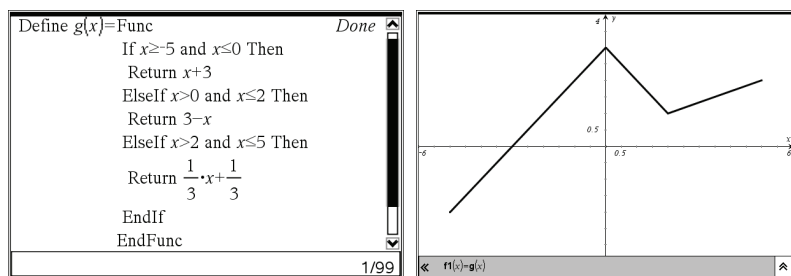 Define g(x)=Func Done
If x≥-5 and x≤0 Then
Return x+3
ElseIf x>0 and x≤2 Then
Return 3−x
ElseIf x>2 and x≤5 Then
Return 1/3·x+1/3
EndIf
EndFunc
1/99
4 y
0.5
x
-6 0.5 6
f1(x)=g(x)